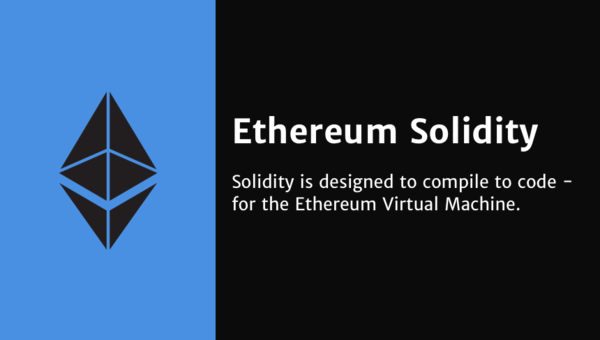 Ethereum Solidity
Solidity is designed to compile to code -
for the Ethereum Virtual Machine.